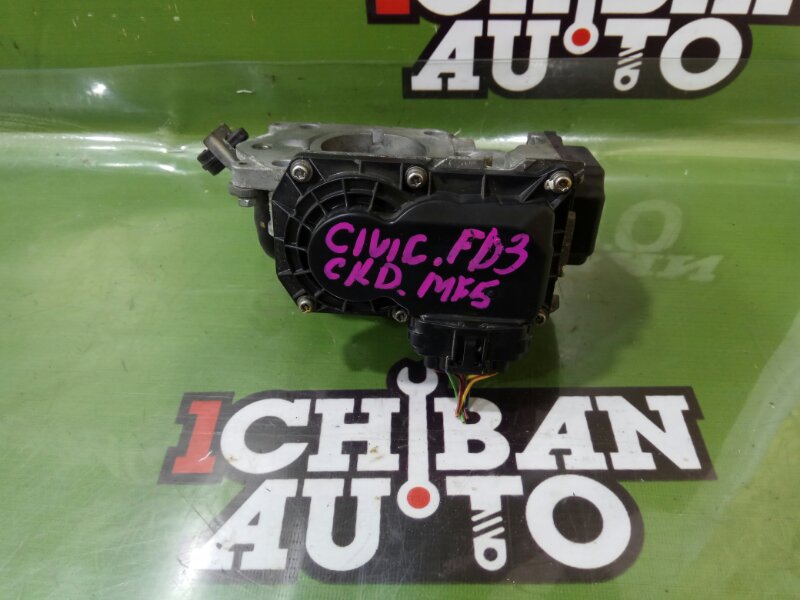 1CHIBAN
AUTO
CIVIC. FD3
CKD. MF5
1CHIBAN
AUTO